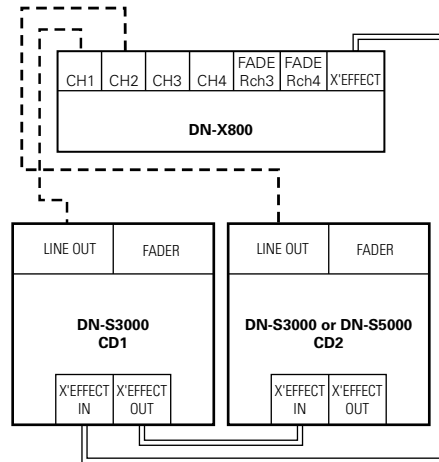 CH1 CH2 CH3 CH4 FADE Rch3 FADE Rch4 X'EFFECT
DN-X800
LINE OUT FADER
DN-S3000
CD1
X'EFFECT IN X'EFFECT OUT
LINE OUT FADER
DN-S3000 or DN-S5000
CD2
X'EFFECT IN X'EFFECT OUT